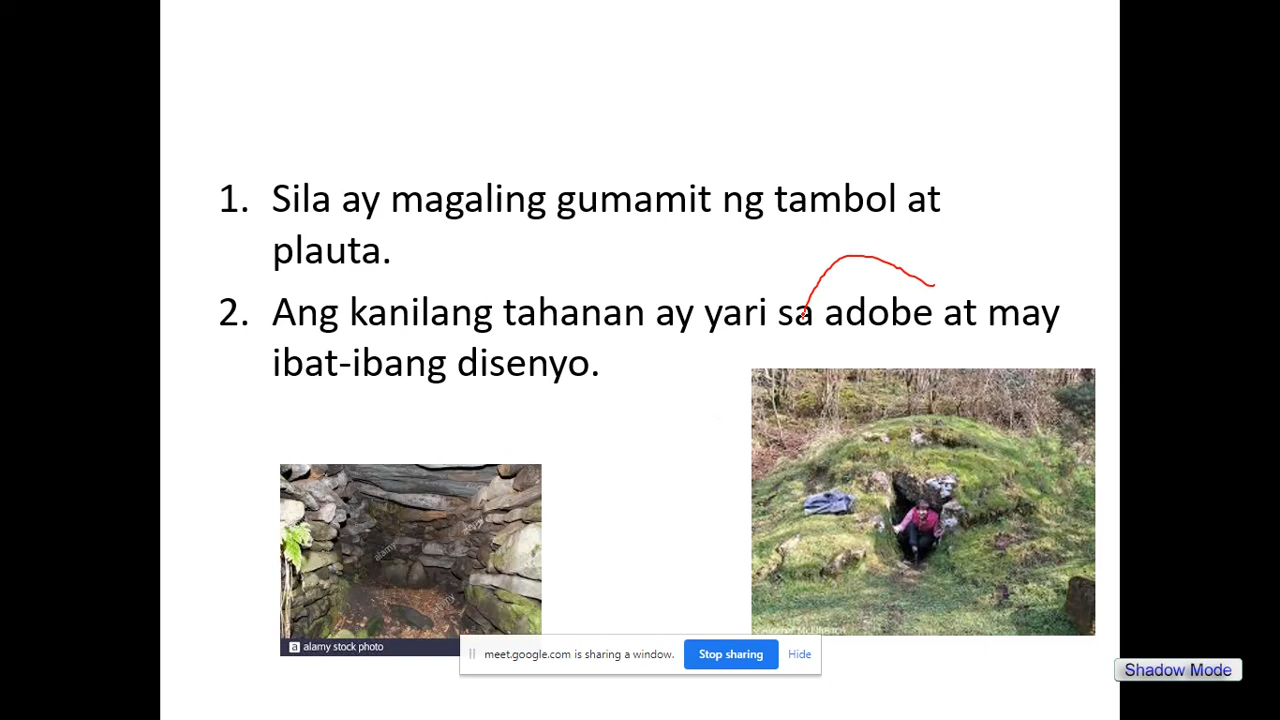 1. Sila ay magaling gumamit ng tambol at
plauta.
2. Ang kanilang tahanan ay yari sa adobe at may
ibat-ibang disenyo.
alamy
a alamy stock photo
meet.google.com is sharing a window. Stop sharing Hide
Shadow Mode